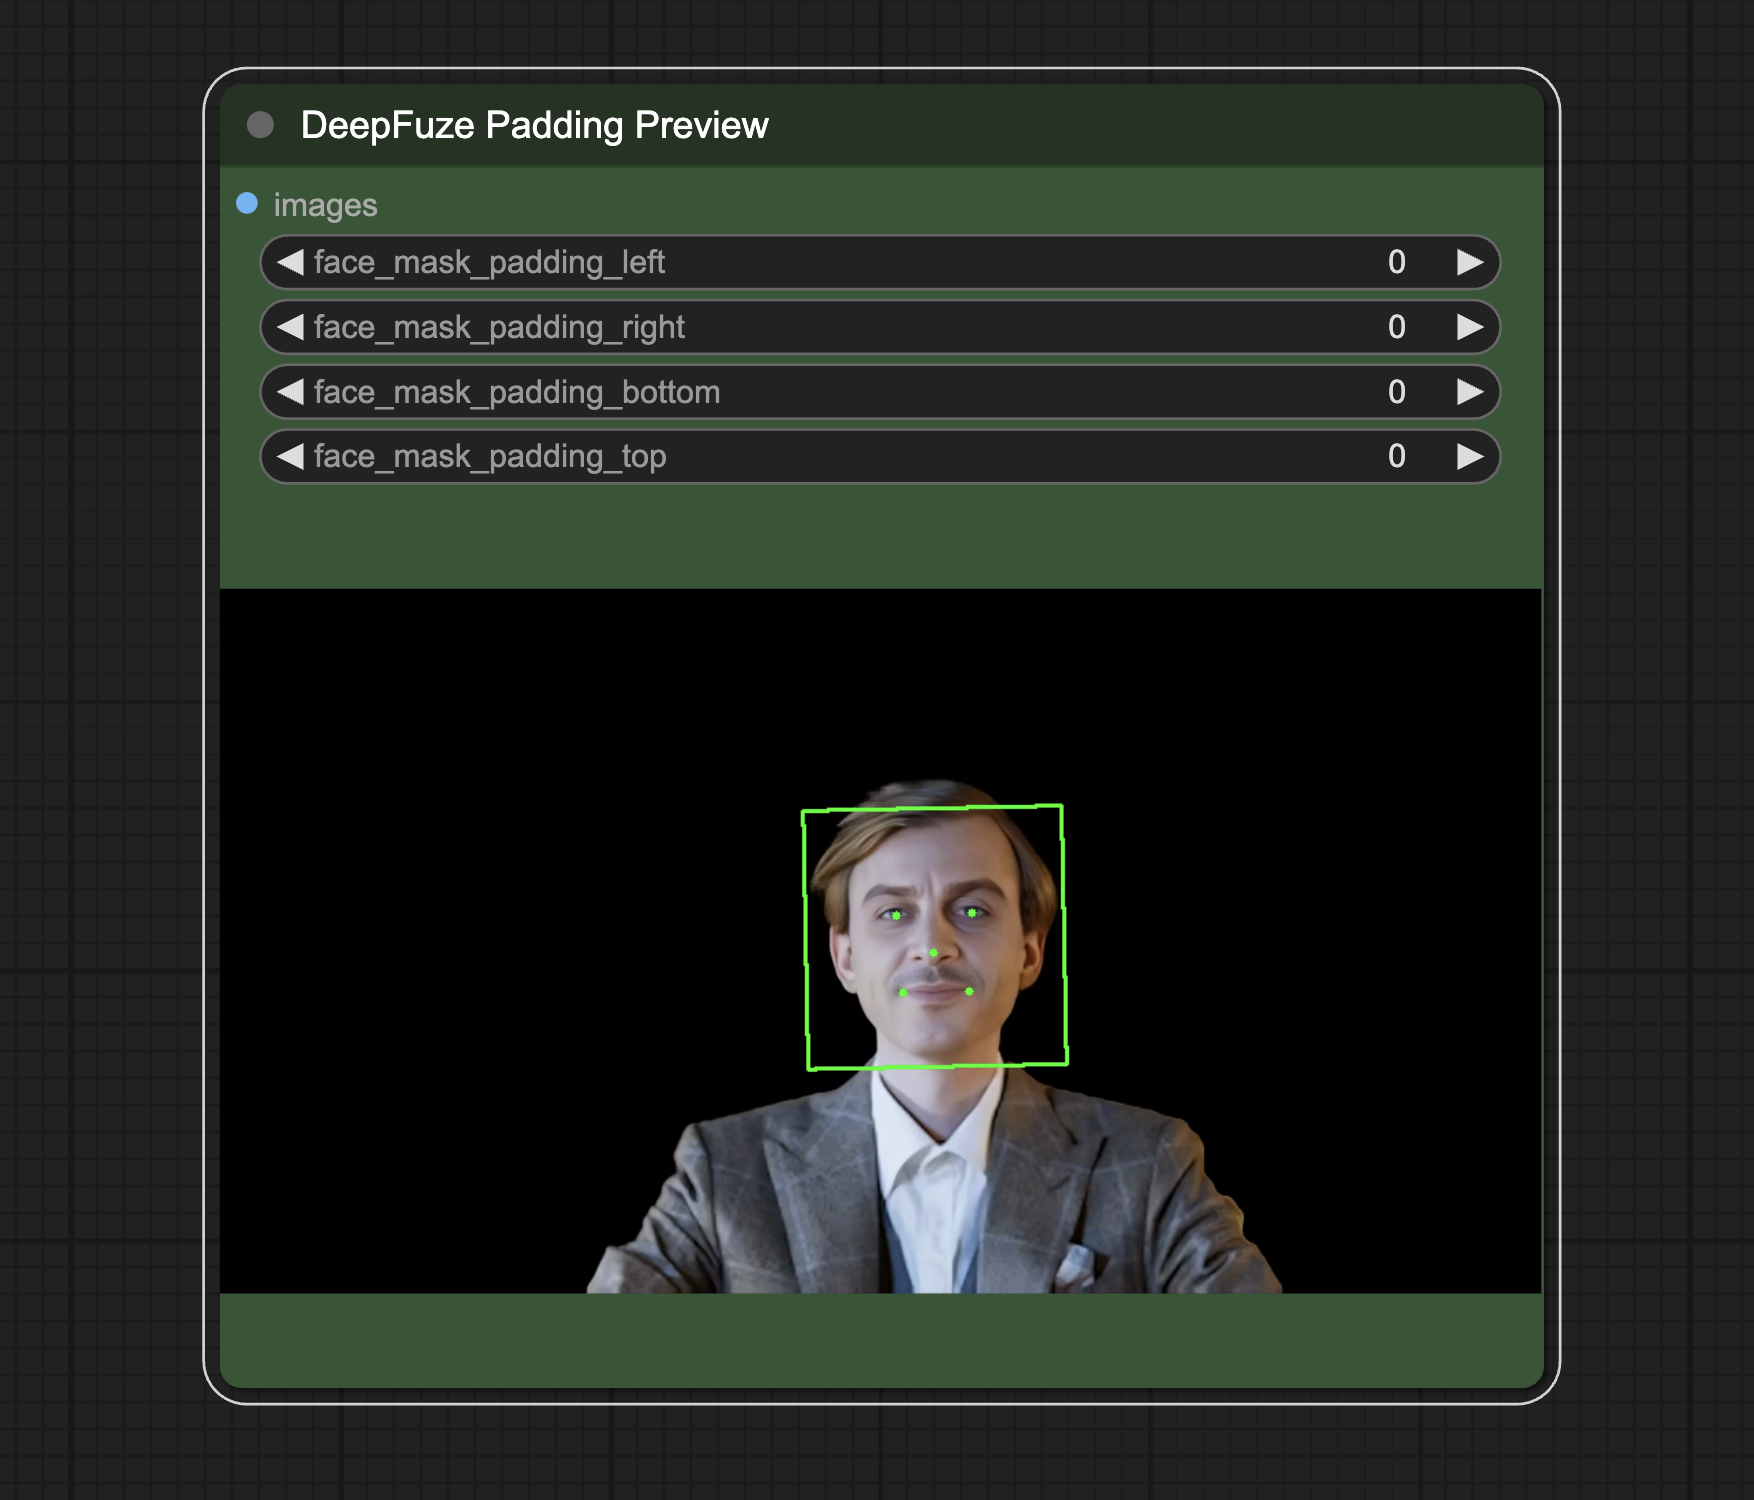 DeepFuze Padding Preview
images
face_mask_padding_left 0
face_mask_padding_right 0
face_mask_padding_bottom 0
face_mask_padding_top 0